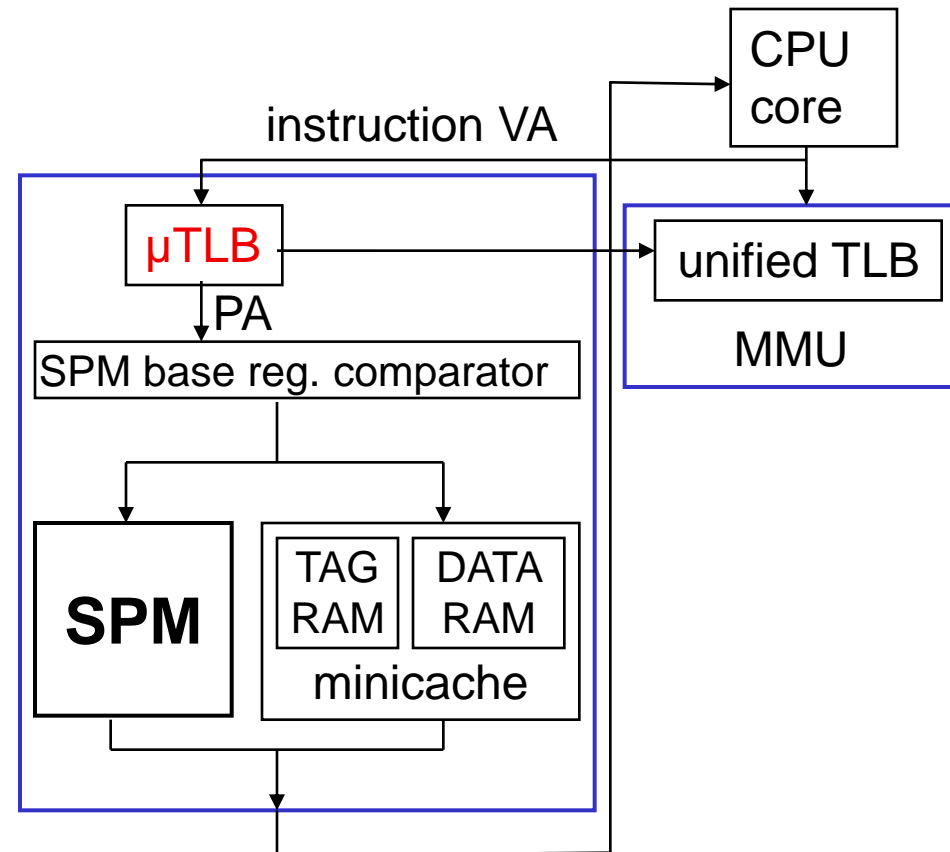 CPU
core
instruction VA
μTLB
unified TLB
PA
MMU
SPM base reg. comparator
SPM
TAG
RAM
DATA
RAM
minicache